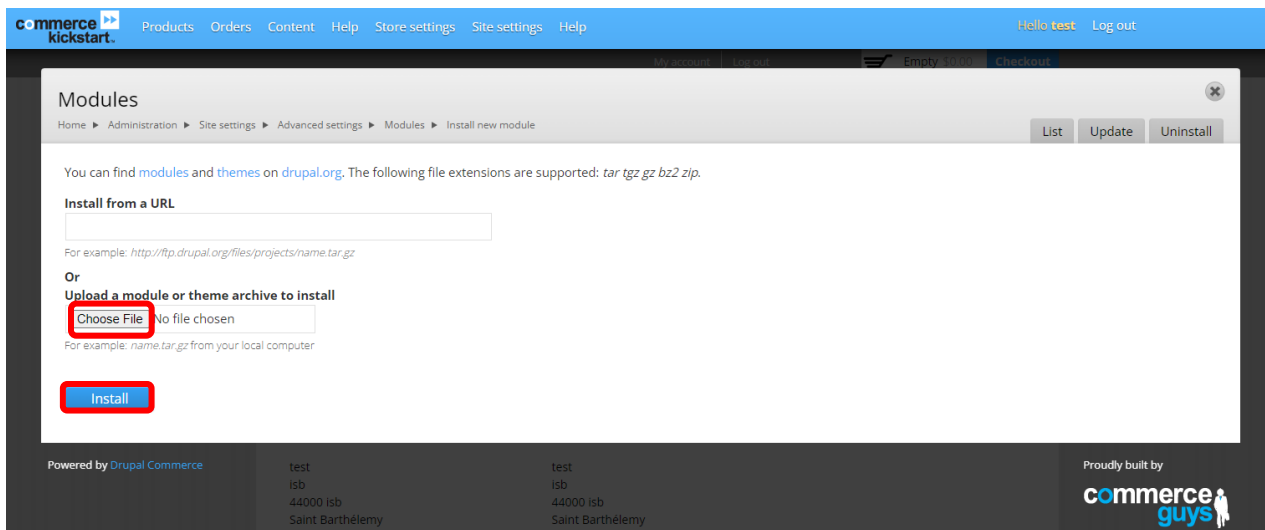 commerce kickstart. Products Orders Content Help Store settings Site settings Help Hello test Log out
My account Log out Empty $0.00 Checkout
Modules
Home ▶ Administration ▶ Site settings ▶ Advanced settings ▶ Modules ▶ Install new module
List Update Uninstall
You can find modules and themes on drupal.org. The following file extensions are supported: tar tgz gz bz2 zip.
Install from a URL
For example: http://ftp.drupal.org/files/projects/name.tar.gz
Or
Upload a module or theme archive to install
Choose File No file chosen
For example: name.tar.gz from your local computer
Install
Powered by Drupal Commerce
test test
isb isb
44000 isb 44000 isb
Saint Barthélemy Saint Barthélemy
Proudly built by
commerce
guys